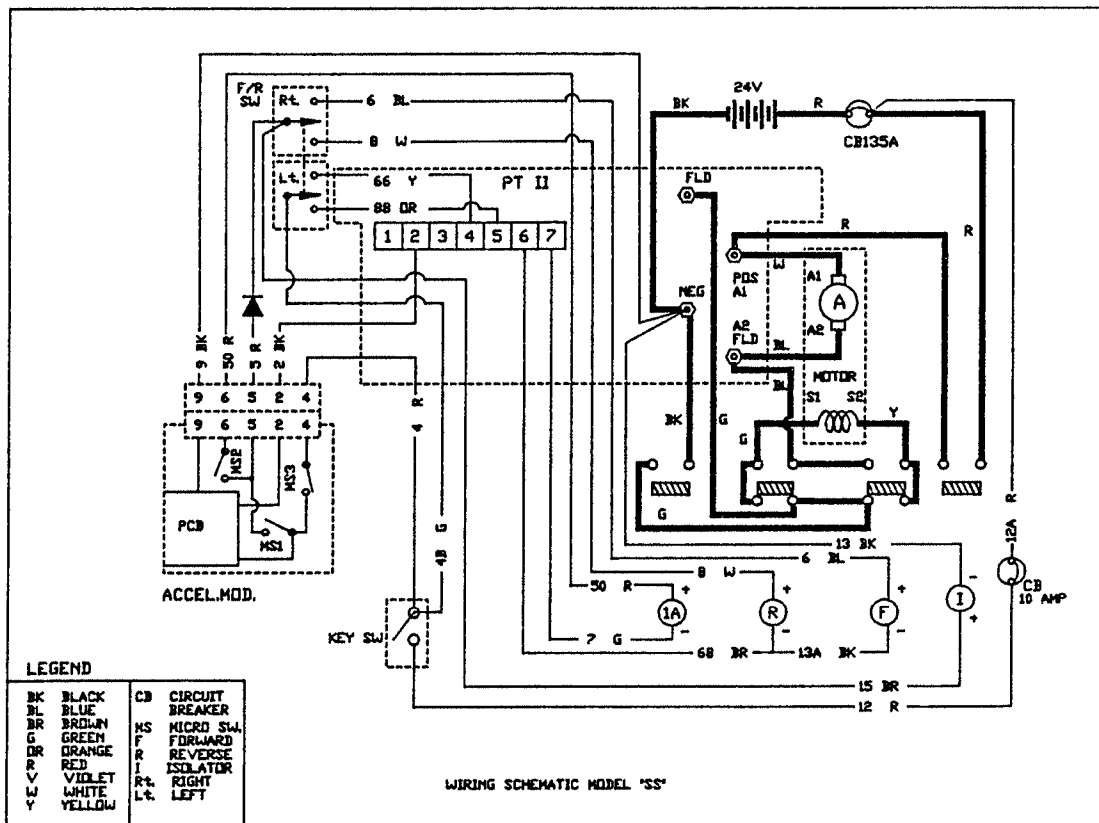 24V
BK
R
CB135A
F/R
SW
Rt.
6 BL
8 W
Lt.
66 Y
88 OR
PT II
FLD
1 2 3 4 5 6 7
R
R
W
A1
POS
A1
A
NEG
A2
A2
FLD
BL
BL
MOTOR
S1 S2
9 BK
50 R
5 R
2 BK
4 R
9 6 5 2 4
9 6 5 2 4
BK
G
G
Y
MS2
MS3
G
PCB
MS1
ACCEL.MOD.
4B G
13 BK
6 BL
8 W
50 R
12A R
CB
10 AMP
+
+
+
-
1A
R
F
I
-
-
-
+
7 G
68 BR
13A BK
KEY SW
15 BR
12 R
LEGEND
BK BLACK
BL BLUE
BR BROWN
G GREEN
OR ORANGE
R RED
V VIOLET
W WHITE
Y YELLOW
CB CIRCUIT
BREAKER
MS MICRO SW.
F FORWARD
R REVERSE
I ISOLATOR
Rt. RIGHT
Lt. LEFT
WIRING SCHEMATIC MODEL "SS"